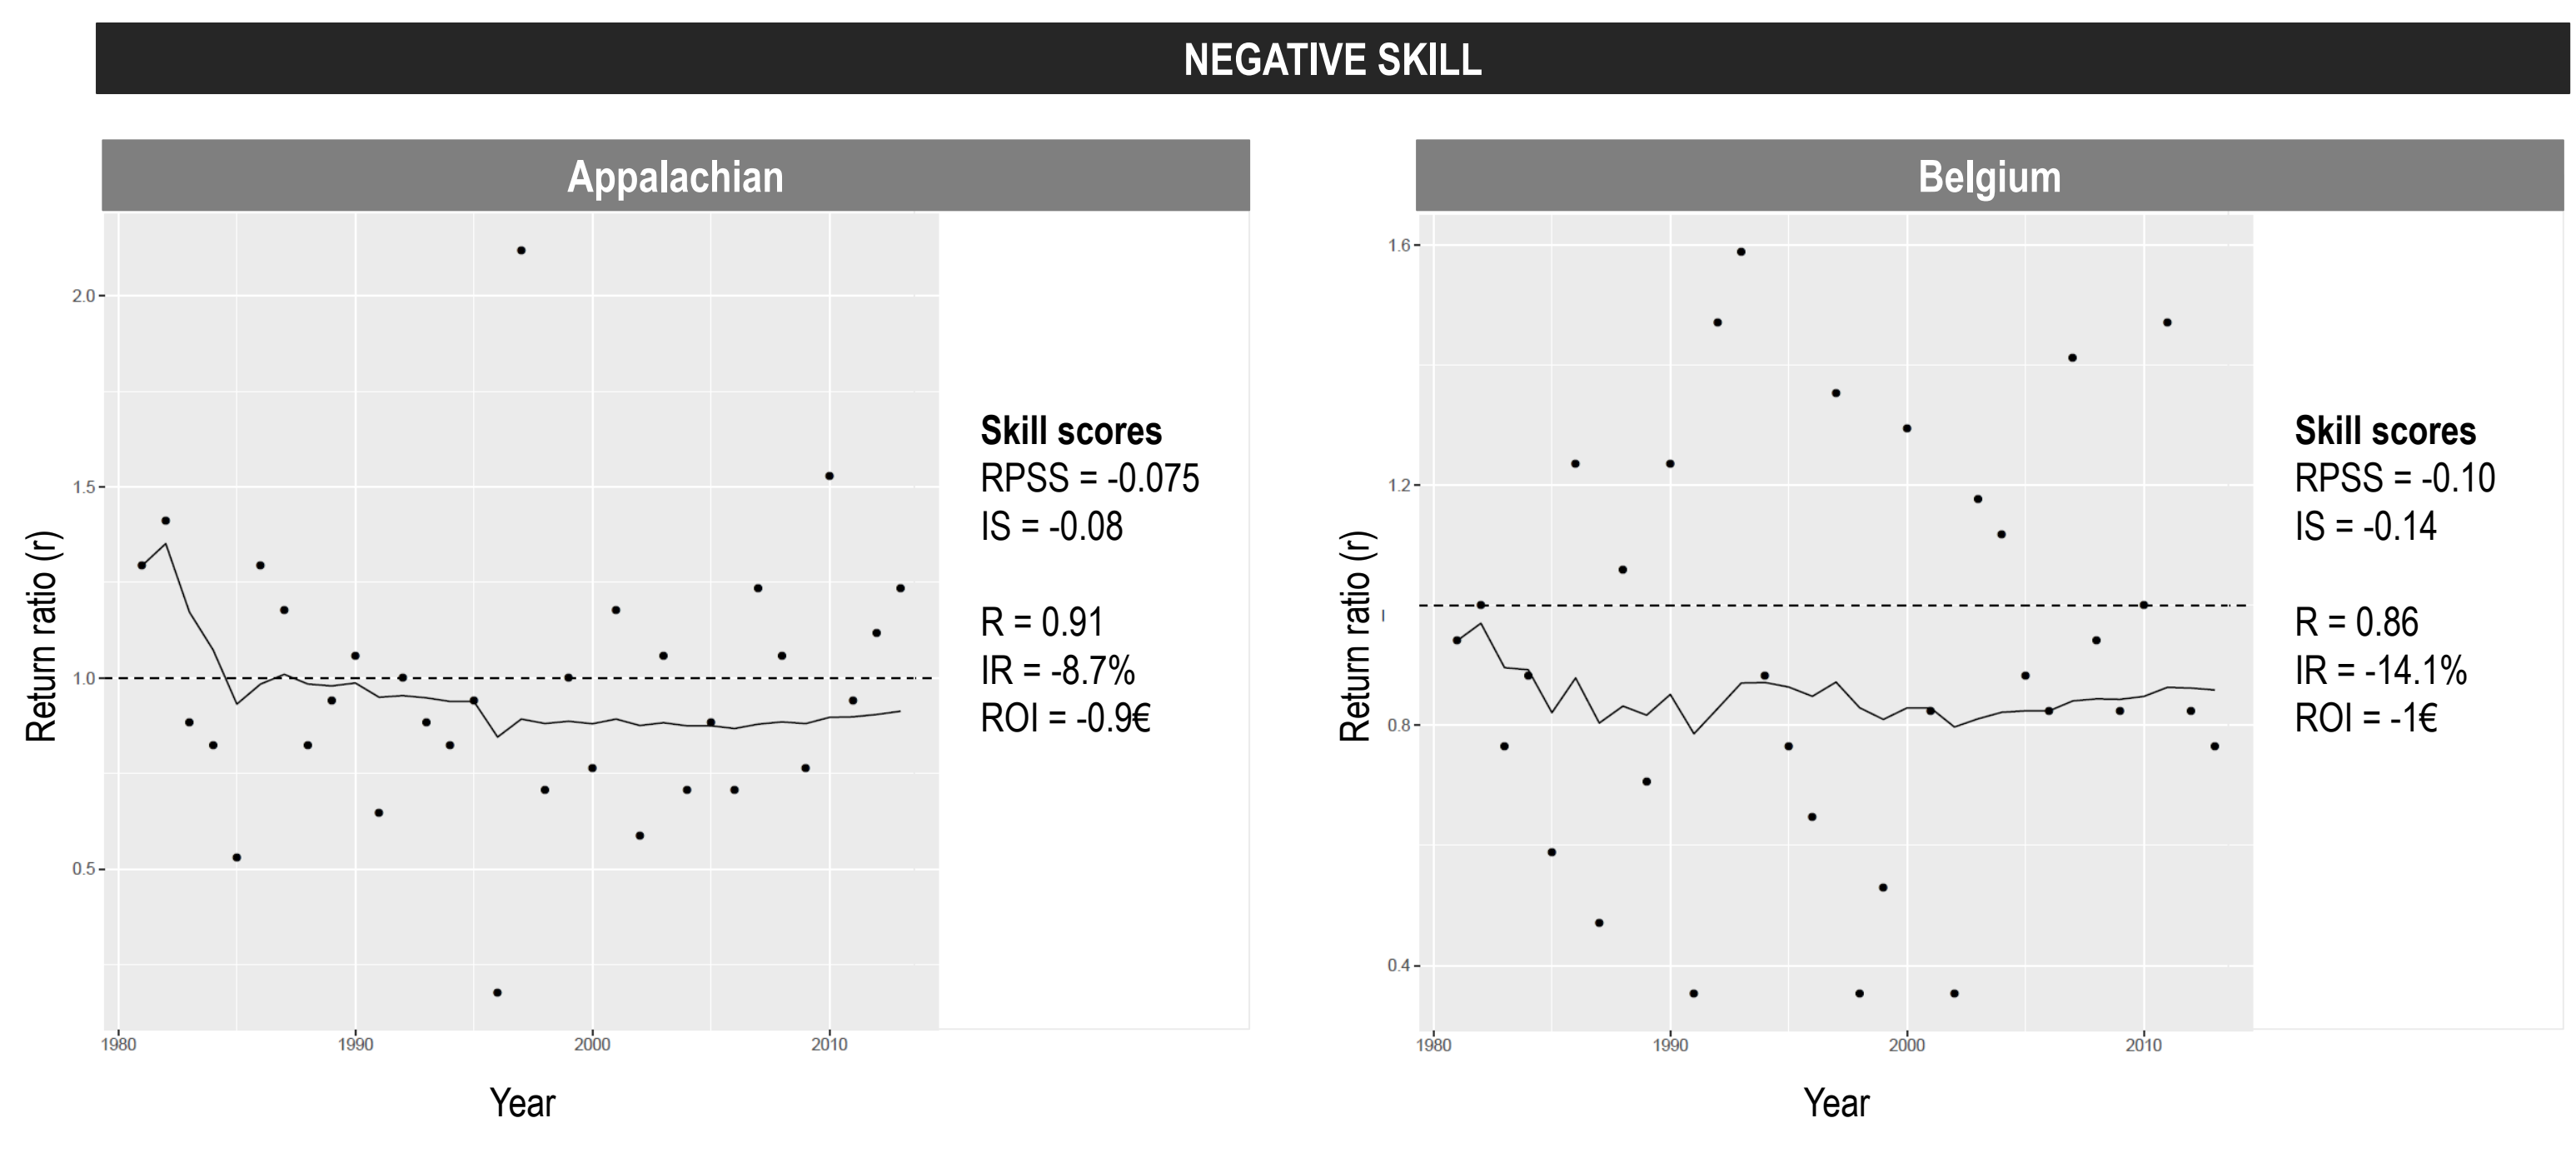 NEGATIVE SKILL
Appalachian
Return ratio (r)
2.0
1.5
1.0
0.5
1980
1990
2000
2010
Year
Skill scores
RPSS = -0.075
IS = -0.08
R = 0.91
IR = -8.7%
ROI = -0.9€
Belgium
Return ratio (r)
1.6
1.2
0.8
0.4
1980
1990
2000
2010
Year
Skill scores
RPSS = -0.10
IS = -0.14
R = 0.86
IR = -14.1%
ROI = -1€